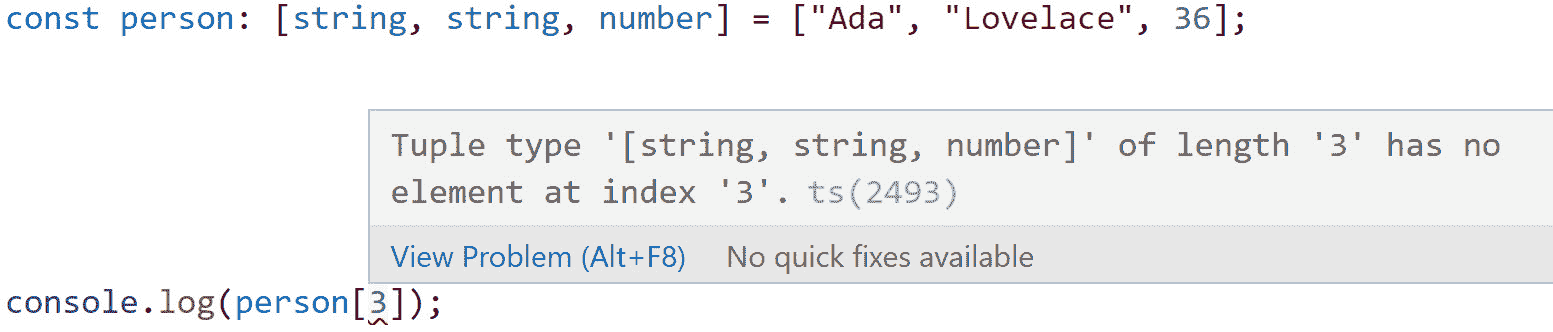 const person: [string, string, number] = ["Ada", "Lovelace", 36];
Tuple type '[string, string, number]' of length '3' has no
element at index '3'. ts(2493)
View Problem (Alt+F8) No quick fixes available
console.log(person[3]);